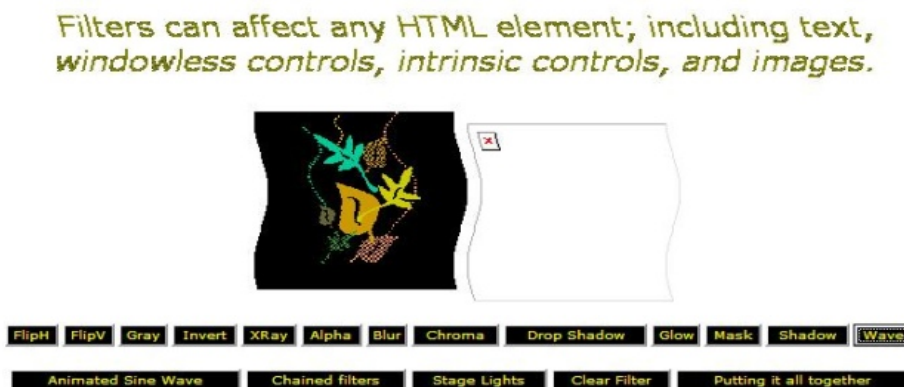 Filters can affect any HTML element; including text,
windowless controls, intrinsic controls, and images.
FlipH FlipV Gray Invert XRay Alpha Blur Chroma Drop Shadow Glow Mask Shadow Wave
Animated Sine Wave Chained filters Stage Lights Clear Filter Putting it all together